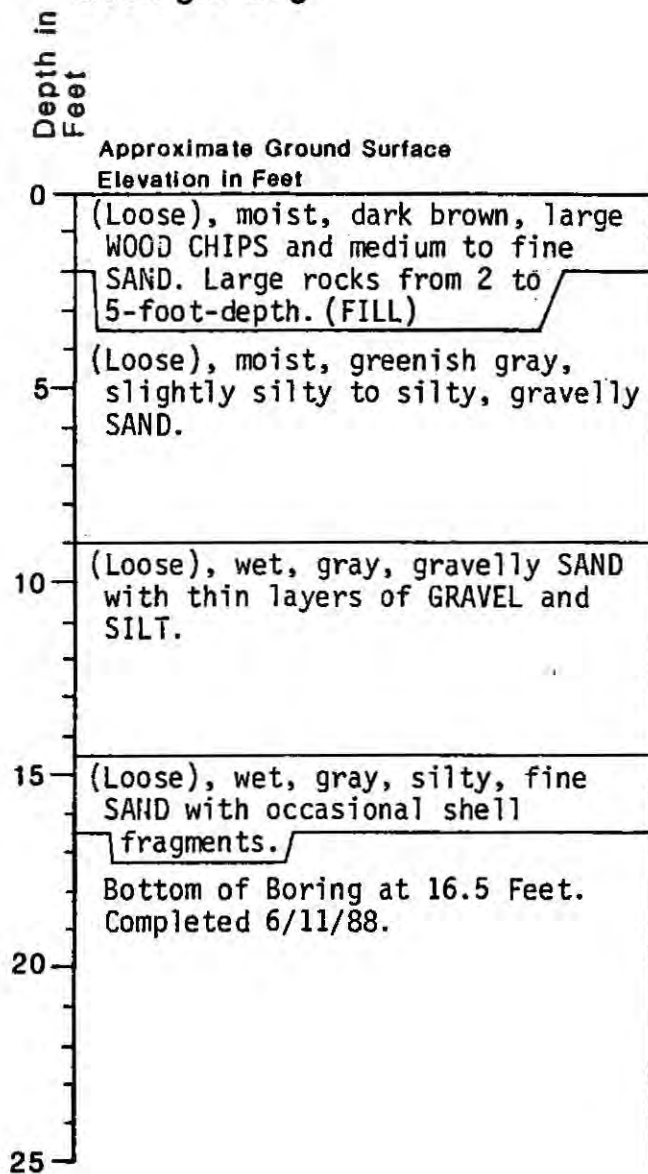 Depth in
Feet
Approximate Ground Surface
Elevation in Feet
0
(Loose), moist, dark brown, large
WOOD CHIPS and medium to fine
SAND. Large rocks from 2 to
5-foot-depth. (FILL)
(Loose), moist, greenish gray,
5
slightly silty to silty, gravelly
SAND.
(Loose), wet, gray, gravelly SAND
10
with thin layers of GRAVEL and
SILT.
15
(Loose), wet, gray, silty, fine
SAND with occasional shell
fragments.
Bottom of Boring at 16.5 Feet.
Completed 6/11/88.
20
25